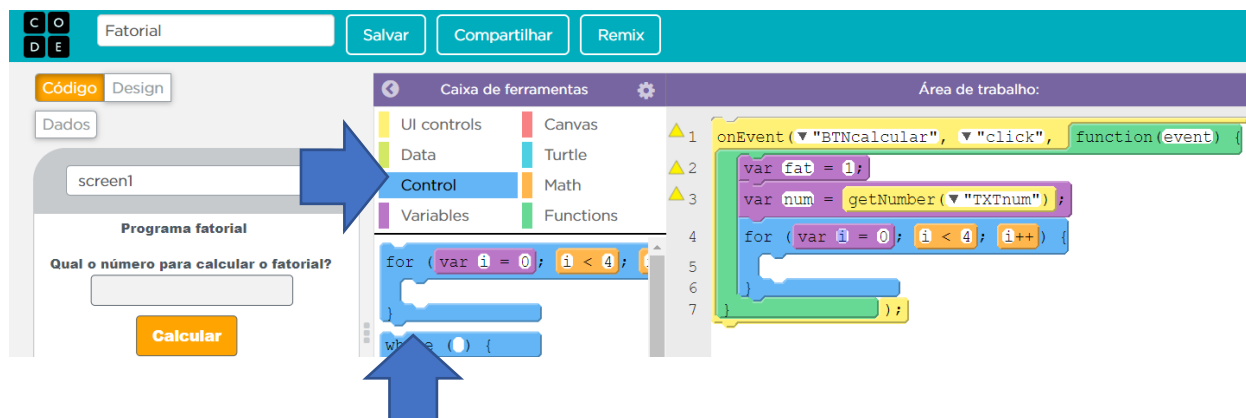 CODE
Fatorial
Salvar
Compartilhar
Remix
Código
Design
Dados
screen1
Programa fatorial
Qual o número para calcular o fatorial?
Calcular
Caixa de ferramentas
UI controls
Canvas
Data
Turtle
Control
Math
Variables
Functions
for (var i = 0; i < 4;
}
() {
Área de trabalho:
1 onEvent(▼"BTNcalcular", ▼"click", function(event) {
2 var fat = 1;
3 var num = getNumber(▼"TXTnum");
4 for (var i = 0; i < 4; i++) {
5
6 }
7 });